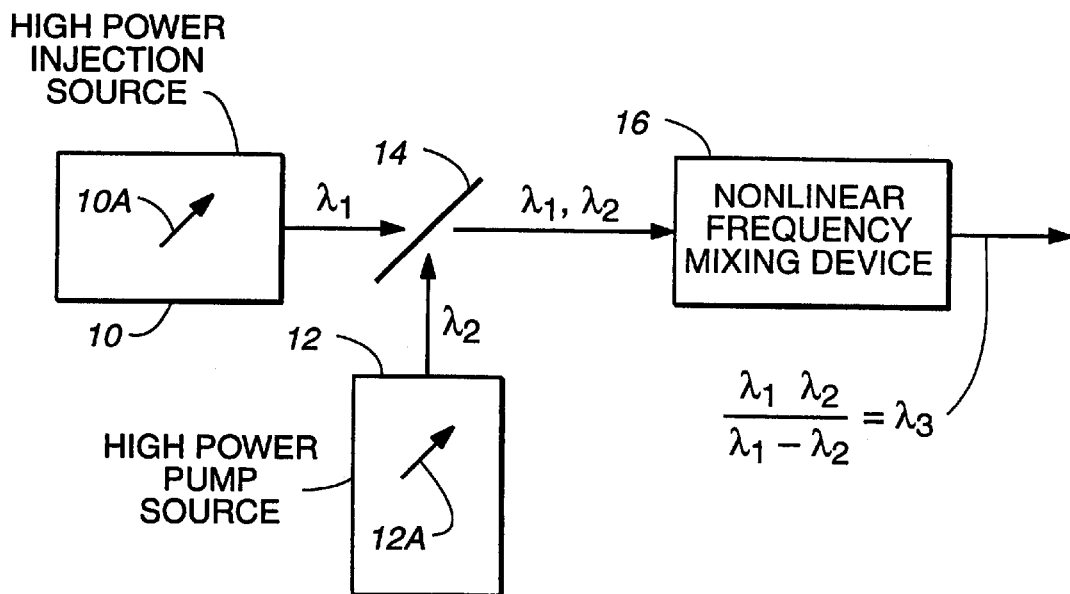 HIGH POWER
INJECTION
SOURCE
10A
10
λ1
14
λ1, λ2
16
NONLINEAR
FREQUENCY
MIXING DEVICE
12
λ2
HIGH POWER
PUMP
SOURCE
12A
λ1 λ2
λ1 – λ2
= λ3